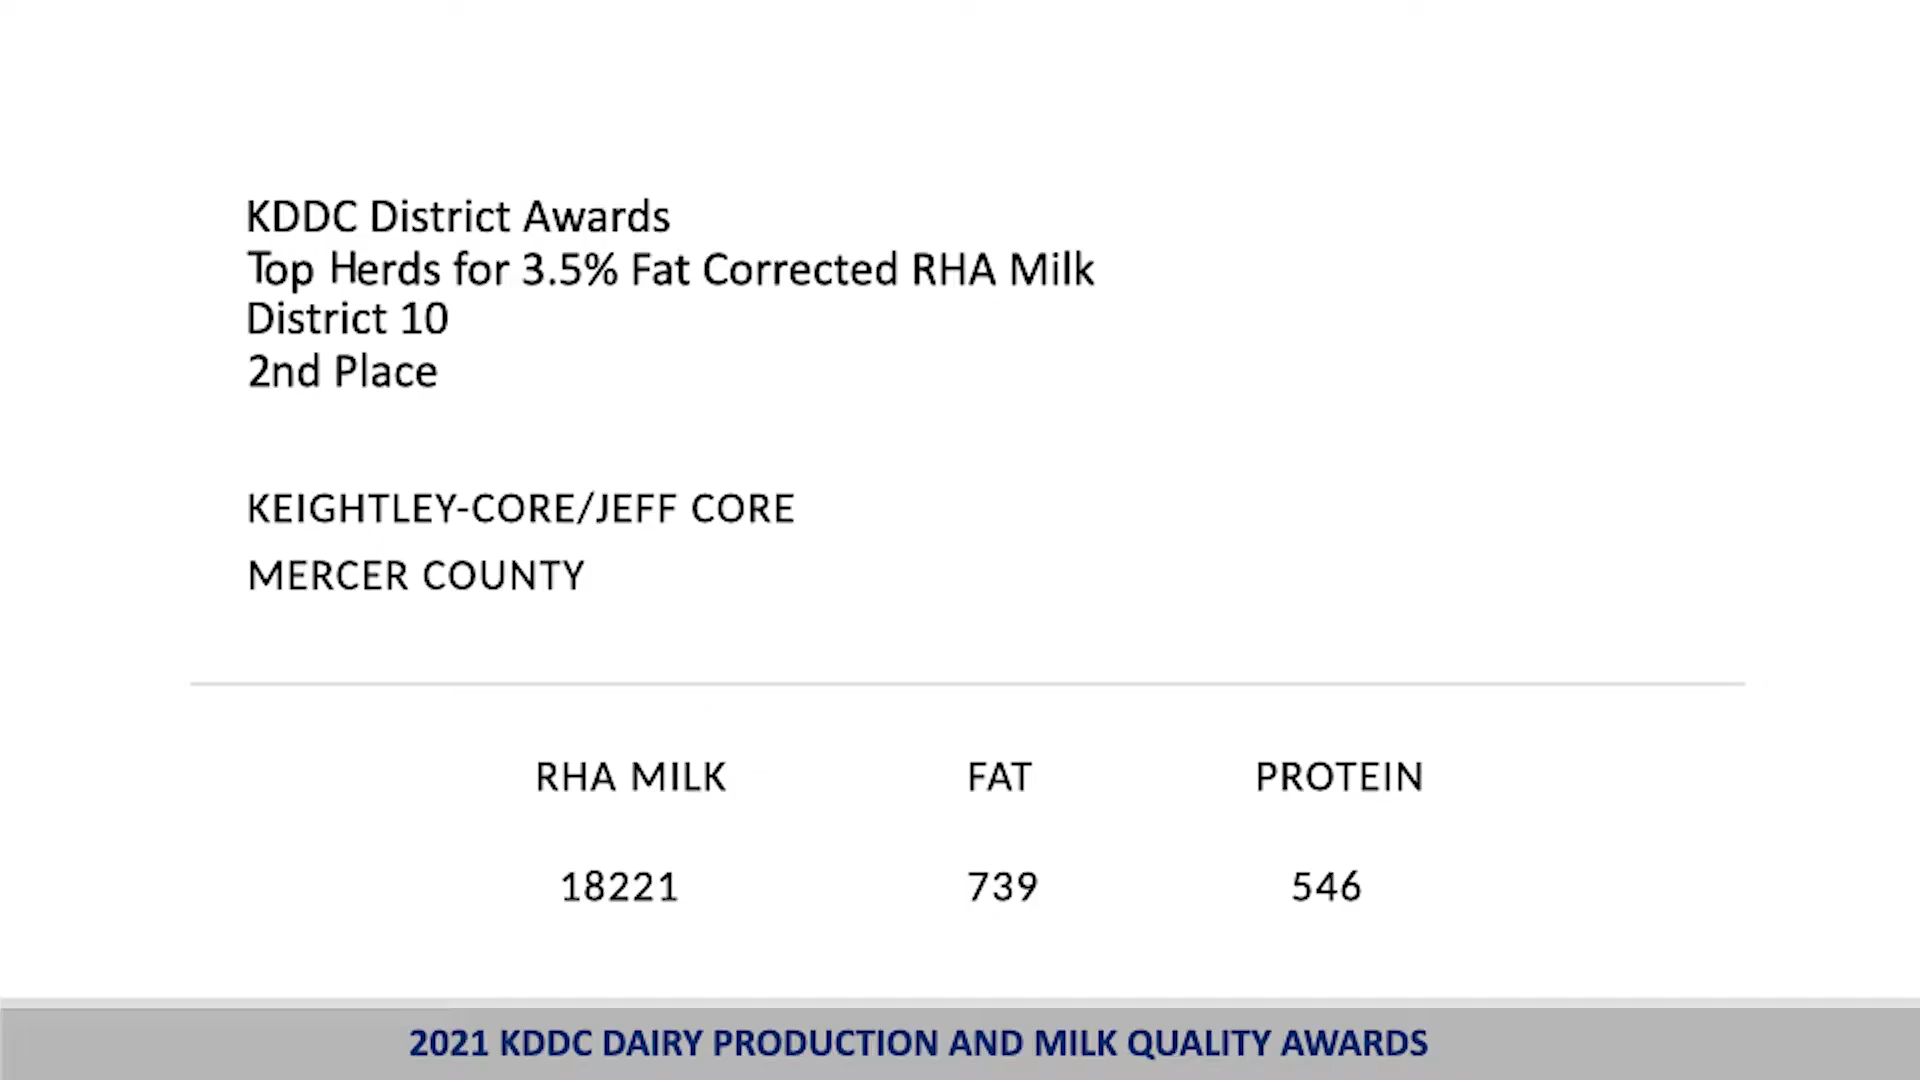 KDDC District Awards
Top Herds for 3.5% Fat Corrected RHA Milk
District 10
2nd Place
KEIGHTLEY-CORE/JEFF CORE
MERCER COUNTY
RHA MILK FAT PROTEIN
18221 739 546
2021 KDDC DAIRY PRODUCTION AND MILK QUALITY AWARDS